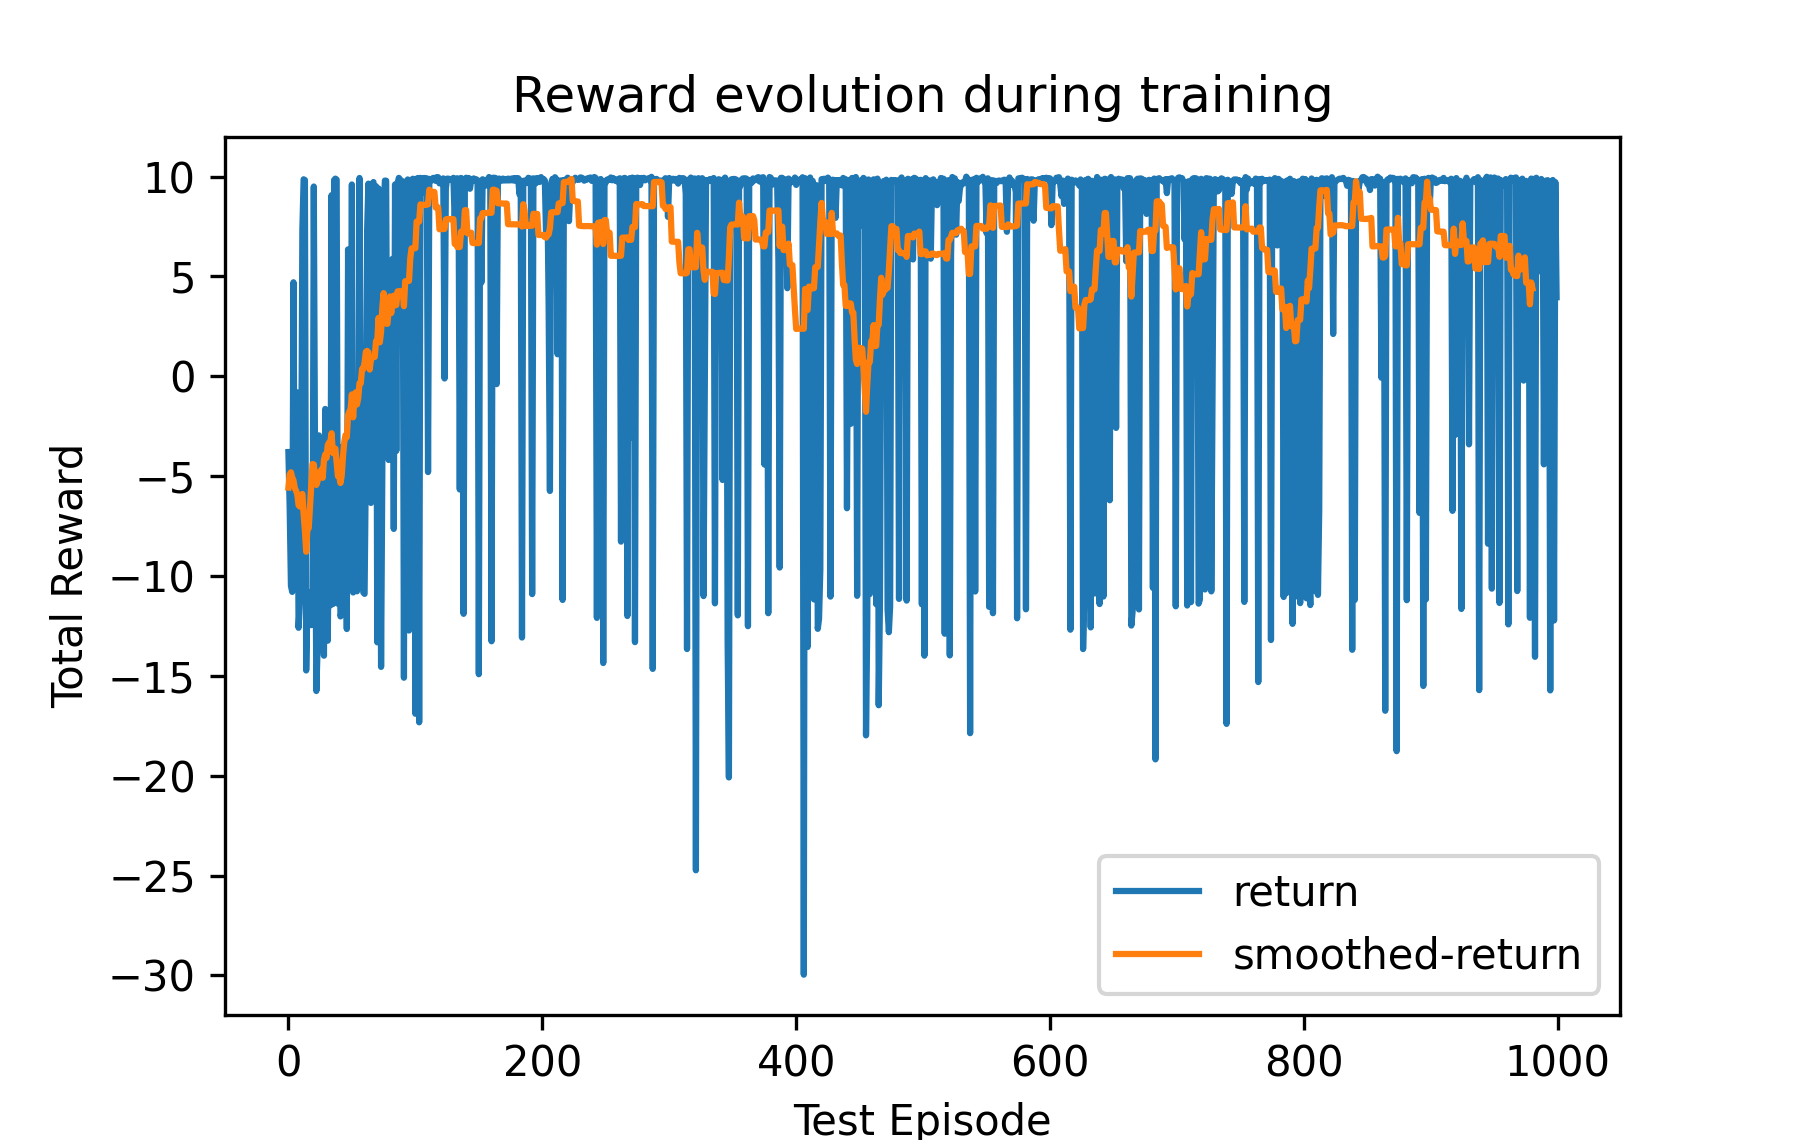 Reward evolution during training
Total Reward
10
5
0
−5
−10
−15
−20
−25
−30
return
smoothed-return
0 200 400 600 800 1000
Test Episode